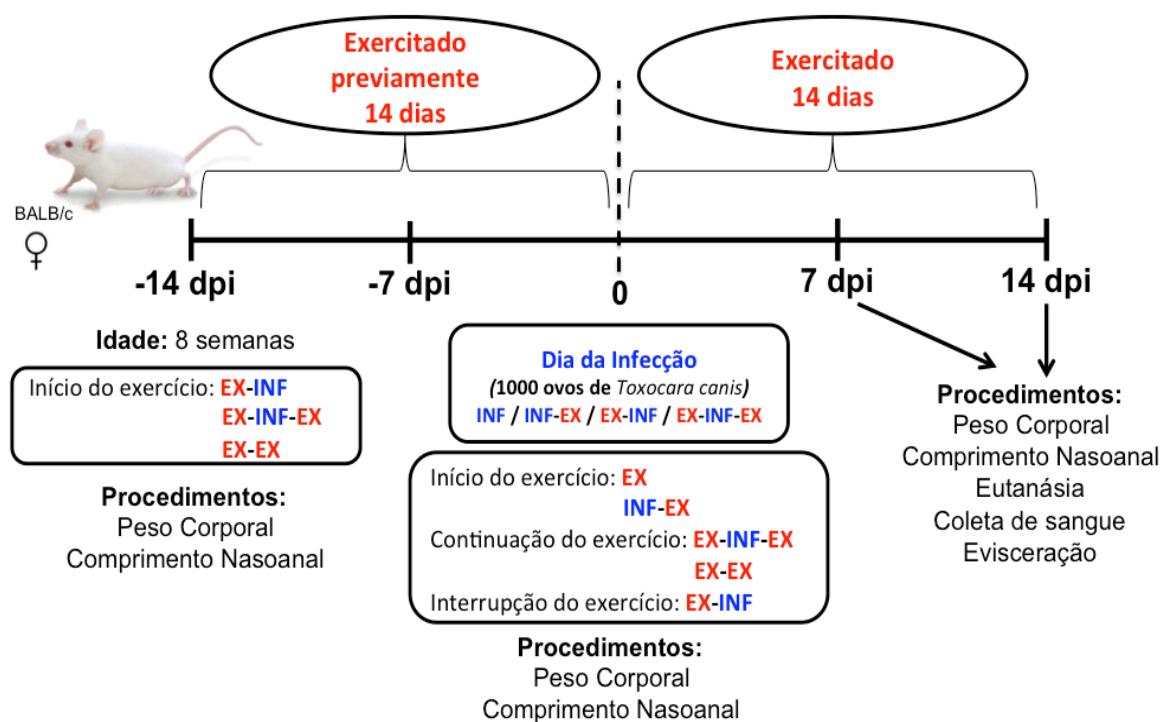 Exercitado
previamente
14 dias
Exercitado
14 dias
BALB/c
♀
-14 dpi
-7 dpi
0
7 dpi
14 dpi
Idade: 8 semanas
Início do exercício: EX-INF
EX-INF-EX
EX-EX
Procedimentos:
Peso Corporal
Comprimento Nasoanal
Dia da Infecção
(1000 ovos de Toxocara canis)
INF / INF-EX / EX-INF / EX-INF-EX
Início do exercício: EX
INF-EX
Continuação do exercício: EX-INF-EX
EX-EX
Interrupção do exercício: EX-INF
Procedimentos:
Peso Corporal
Comprimento Nasoanal
Procedimentos:
Peso Corporal
Comprimento Nasoanal
Eutanásia
Coleta de sangue
Evisceração